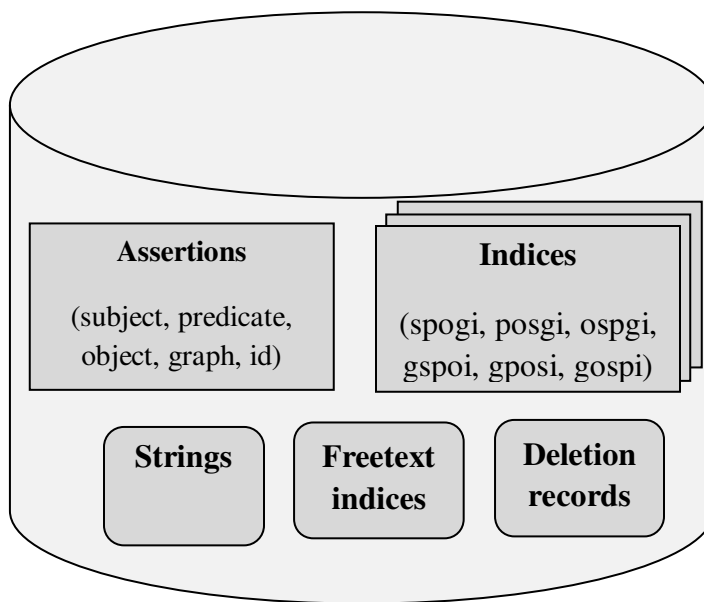 Assertions
(subject, predicate,
object, graph, id)
Indices
(spogi, posgi, ospgi,
gspoi, gposi, gospi)
Strings
Freetext
indices
Deletion
records